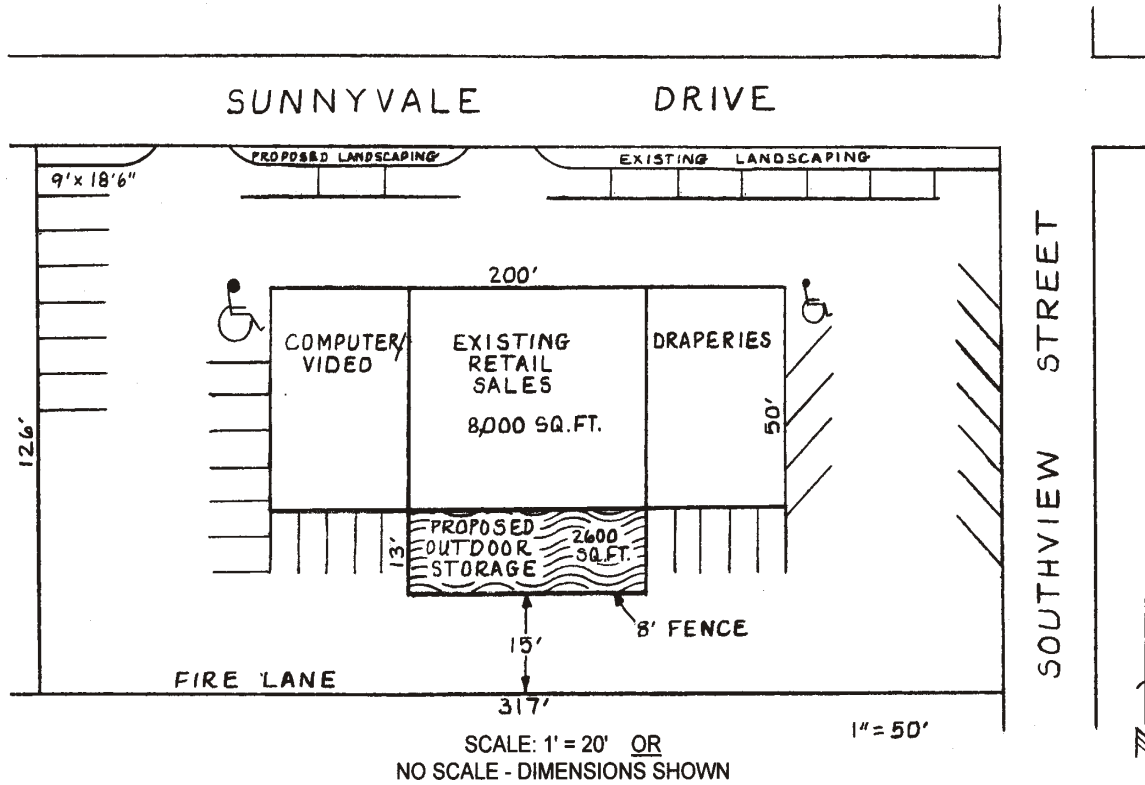 SUNNYVALE DRIVE
PROPOSED LANDSCAPING
EXISTING LANDSCAPING
9' x 18'6"
200'
COMPUTER/
VIDEO
EXISTING
RETAIL
SALES
8,000 SQ.FT.
DRAPERIES
50'
126'
SOUTHVIEW STREET
PROPOSED
OUTDOOR
STORAGE
2600
SQ.FT.
13'
8' FENCE
15'
FIRE LANE
317'
1" = 50'
SCALE: 1' = 20' OR
NO SCALE - DIMENSIONS SHOWN